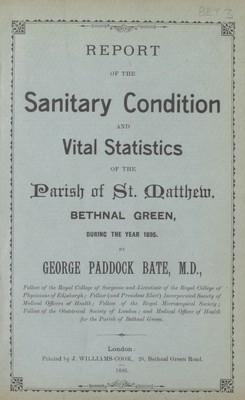 BET 3
REPORT
OF THE
Sanitary Condition
AND
Vital Statistics
OF THE
Parish of St. Matthew,
BETHNAL GREEN,
DURING THE YEAR 1895.
BY
GEORGE PADDOCK BATE, M.D.,
Fellow of the Royal College of Surgeons and Licentiate of the Royal College of
Physicians of Edinburgh; Fellow (and President Elect) Incorporated Society of
Medical Officers of Health; Fellow of the Royal Microscopical Society;
Fellow of the Obstetrical Society of London; and Medical Officer of Health
for the Parish of Bethnal Green.
London:
Printed by J. WILLIAMS-COOK, Bethnal Green Road.
1896.